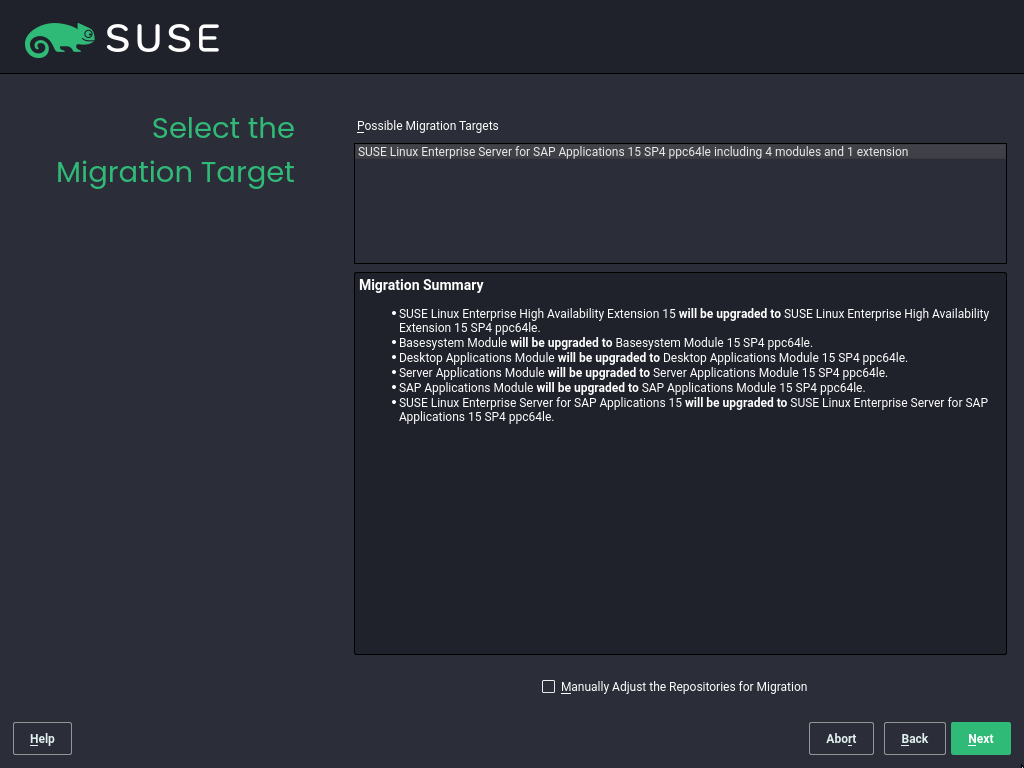 SUSE
Select the
Migration Target
Possible Migration Targets
SUSE Linux Enterprise Server for SAP Applications 15 SP4 ppc64le including 4 modules and 1 extension
Migration Summary
• SUSE Linux Enterprise High Availability Extension 15 will be upgraded to SUSE Linux Enterprise High Availability
Extension 15 SP4 ppc64le.
• Basesystem Module will be upgraded to Basesystem Module 15 SP4 ppc64le.
• Desktop Applications Module will be upgraded to Desktop Applications Module 15 SP4 ppc64le.
• Server Applications Module will be upgraded to Server Applications Module 15 SP4 ppc64le.
• SAP Applications Module will be upgraded to SAP Applications Module 15 SP4 ppc64le.
• SUSE Linux Enterprise Server for SAP Applications 15 will be upgraded to SUSE Linux Enterprise Server for SAP
Applications 15 SP4 ppc64le.
Manually Adjust the Repositories for Migration
Help
Abort
Back
Next